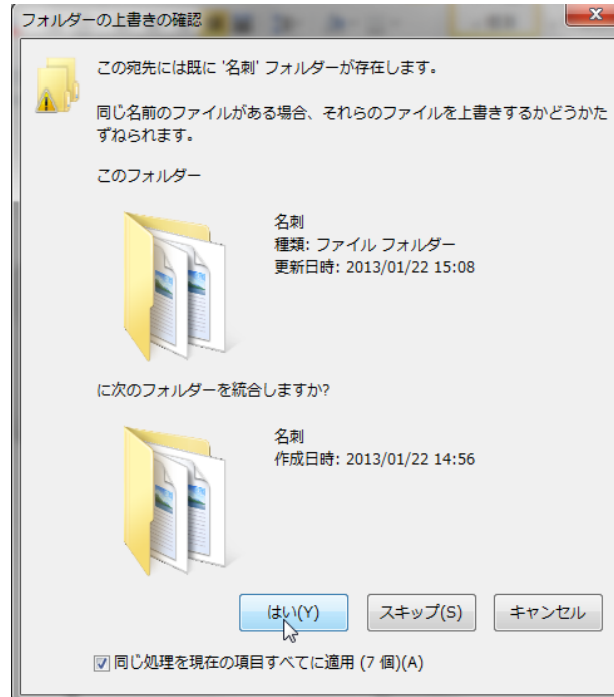 フォルダーの上書きの確認
この宛先には既に '名刺' フォルダーが存在します。
同じ名前のファイルがある場合、それらのファイルを上書きするかどうかた
ずねられます。
このフォルダー
名刺
種類: ファイル フォルダー
更新日時: 2013/01/22 15:08
に次のフォルダーを統合しますか?
名刺
作成日時: 2013/01/22 14:56
はい(Y) スキップ(S) キャンセル
同じ処理を現在の項目すべてに適用 (7 個)(A)